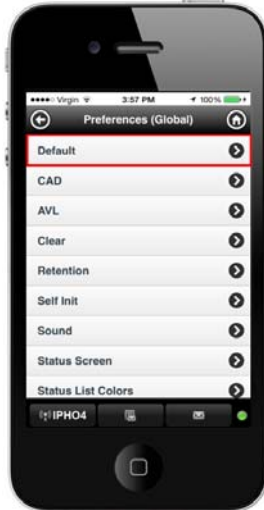 Virgin 3:57 PM 100%
Preferences (Global)
Default
CAD
AVL
Clear
Retention
Self Init
Sound
Status Screen
Status List Colors
IPHO4